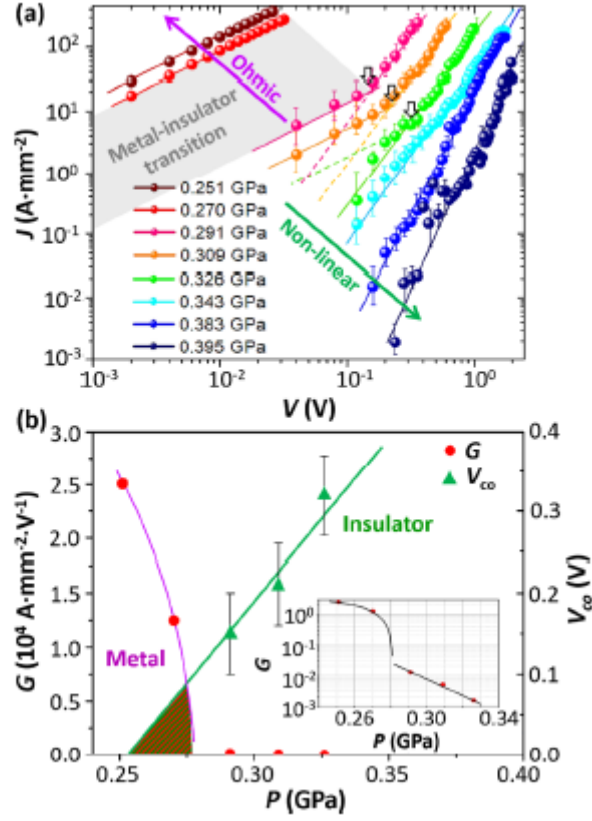 (a)
10²
10¹
10⁰
10⁻¹
10⁻²
10⁻³
J (A·mm⁻²)
Ohmic
Metal-insulator
transition
Non-linear
0.251 GPa
0.270 GPa
0.291 GPa
0.309 GPa
0.326 GPa
0.343 GPa
0.383 GPa
0.395 GPa
10⁻³ 10⁻² 10⁻¹ 10⁰
V (V)
(b)
3.0
2.5
2.0
1.5
1.0
0.5
0.0
G (10⁴ A·mm⁻²·V⁻¹)
Metal
Insulator
G
V_co
0.4
0.3
0.2
0.1
0.0
V_co (V)
10⁰
10⁻¹
10⁻²
10⁻³
G
0.26 0.30 0.34
P (GPa)
0.25 0.30 0.35 0.40
P (GPa)